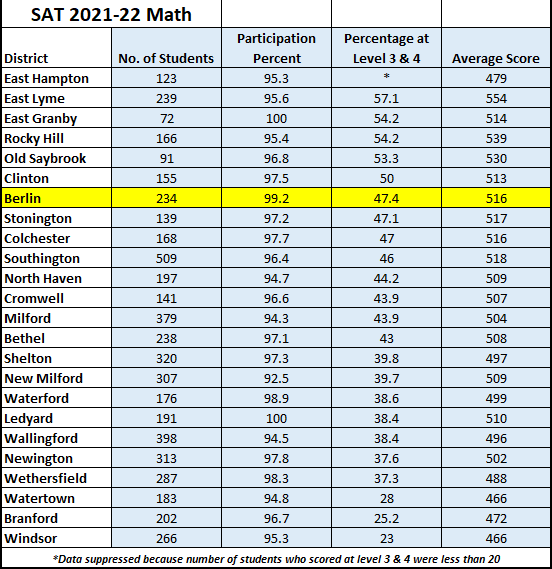 SAT 2021-22 Math
District No. of Students Participation Percent Percentage at Level 3 & 4 Average Score
East Hampton 123 95.3 * 479
East Lyme 239 95.6 57.1 554
East Granby 72 100 54.2 514
Rocky Hill 166 95.4 54.2 539
Old Saybrook 91 96.8 53.3 530
Clinton 155 97.5 50 513
Berlin 234 99.2 47.4 516
Stonington 139 97.2 47.1 517
Colchester 168 97.7 47 516
Southington 509 96.4 46 518
North Haven 197 94.7 44.2 509
Cromwell 141 96.6 43.9 507
Milford 379 94.3 43.9 504
Bethel 238 97.1 43 508
Shelton 320 97.3 39.8 497
New Milford 307 92.5 39.7 509
Waterford 176 98.9 38.6 499
Ledyard 191 100 38.4 510
Wallingford 398 94.5 38.4 496
Newington 313 97.8 37.6 502
Wethersfield 287 98.3 37.3 488
Watertown 183 94.8 28 466
Branford 202 96.7 25.2 472
Windsor 266 95.3 23 466
*Data suppressed because number of students who scored at level 3 & 4 were less than 20